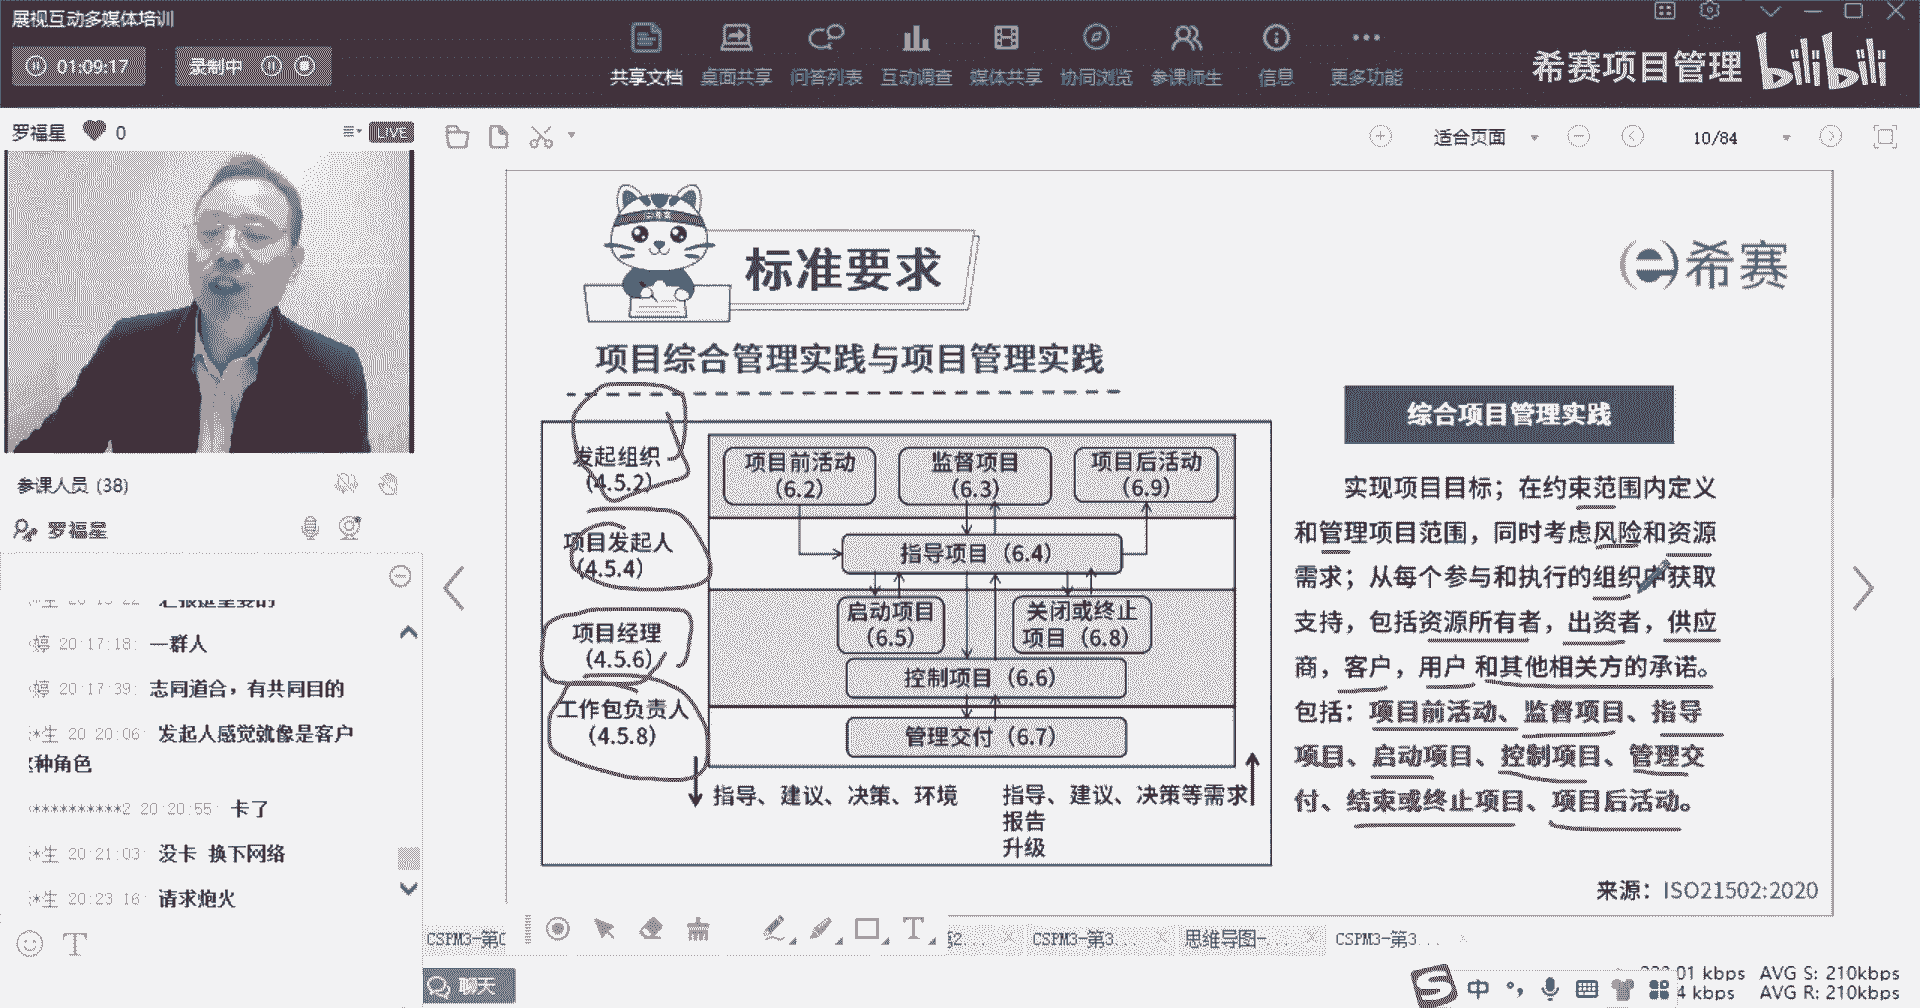 展视互动多媒体培训
01:09:17
录制中
共享文档
桌面共享
问答列表
互动调查
媒体共享
协同浏览
参课师生
信息
更多功能
希赛项目管理 bilibili
罗福星 0
LIVE
适合页面
10/84
参课人员 (38)
罗福星
婷 20:17:18: 一群人
婷 20:17:39: 志同道合，有共同目的
*生 20:20:06: 发起人感觉就像是客户
这种角色
**********2 20:20:55: 卡了
*生 20:21:03: 没卡 换下网络
*生 20:23:16: 请求炮火
聊天
标准要求
希赛
项目综合管理实践与项目管理实践
发起组织
(4.5.2)
项目前活动
(6.2)
监督项目
(6.3)
项目后活动
(6.9)
项目发起人
(4.5.4)
指导项目（6.4）
项目经理
(4.5.6)
启动项目
(6.5)
关闭或终止
项目（6.8）
控制项目（6.6）
工作包负责人
(4.5.8)
管理交付（6.7）
指导、建议、决策、环境
指导、建议、决策等需求
报告
升级
综合项目管理实践
实现项目目标；在约束范围内定义
和管理项目范围，同时考虑风险和资源
需求；从每个参与和执行的组织中获取
支持，包括资源所有者，出资者，供应
商，客户，用户 和其他相关方的承诺。
包括：项目前活动、监督项目、指导
项目、启动项目、控制项目、管理交
付、结束或终止项目、项目后活动。
来源：ISO21502:2020
CSPM3-第
CSPM3-第3...
思维导图-...
CSPM3-第3...
中
01 kbps AVG S: 210kbps
4 kbps AVG R: 210kbps